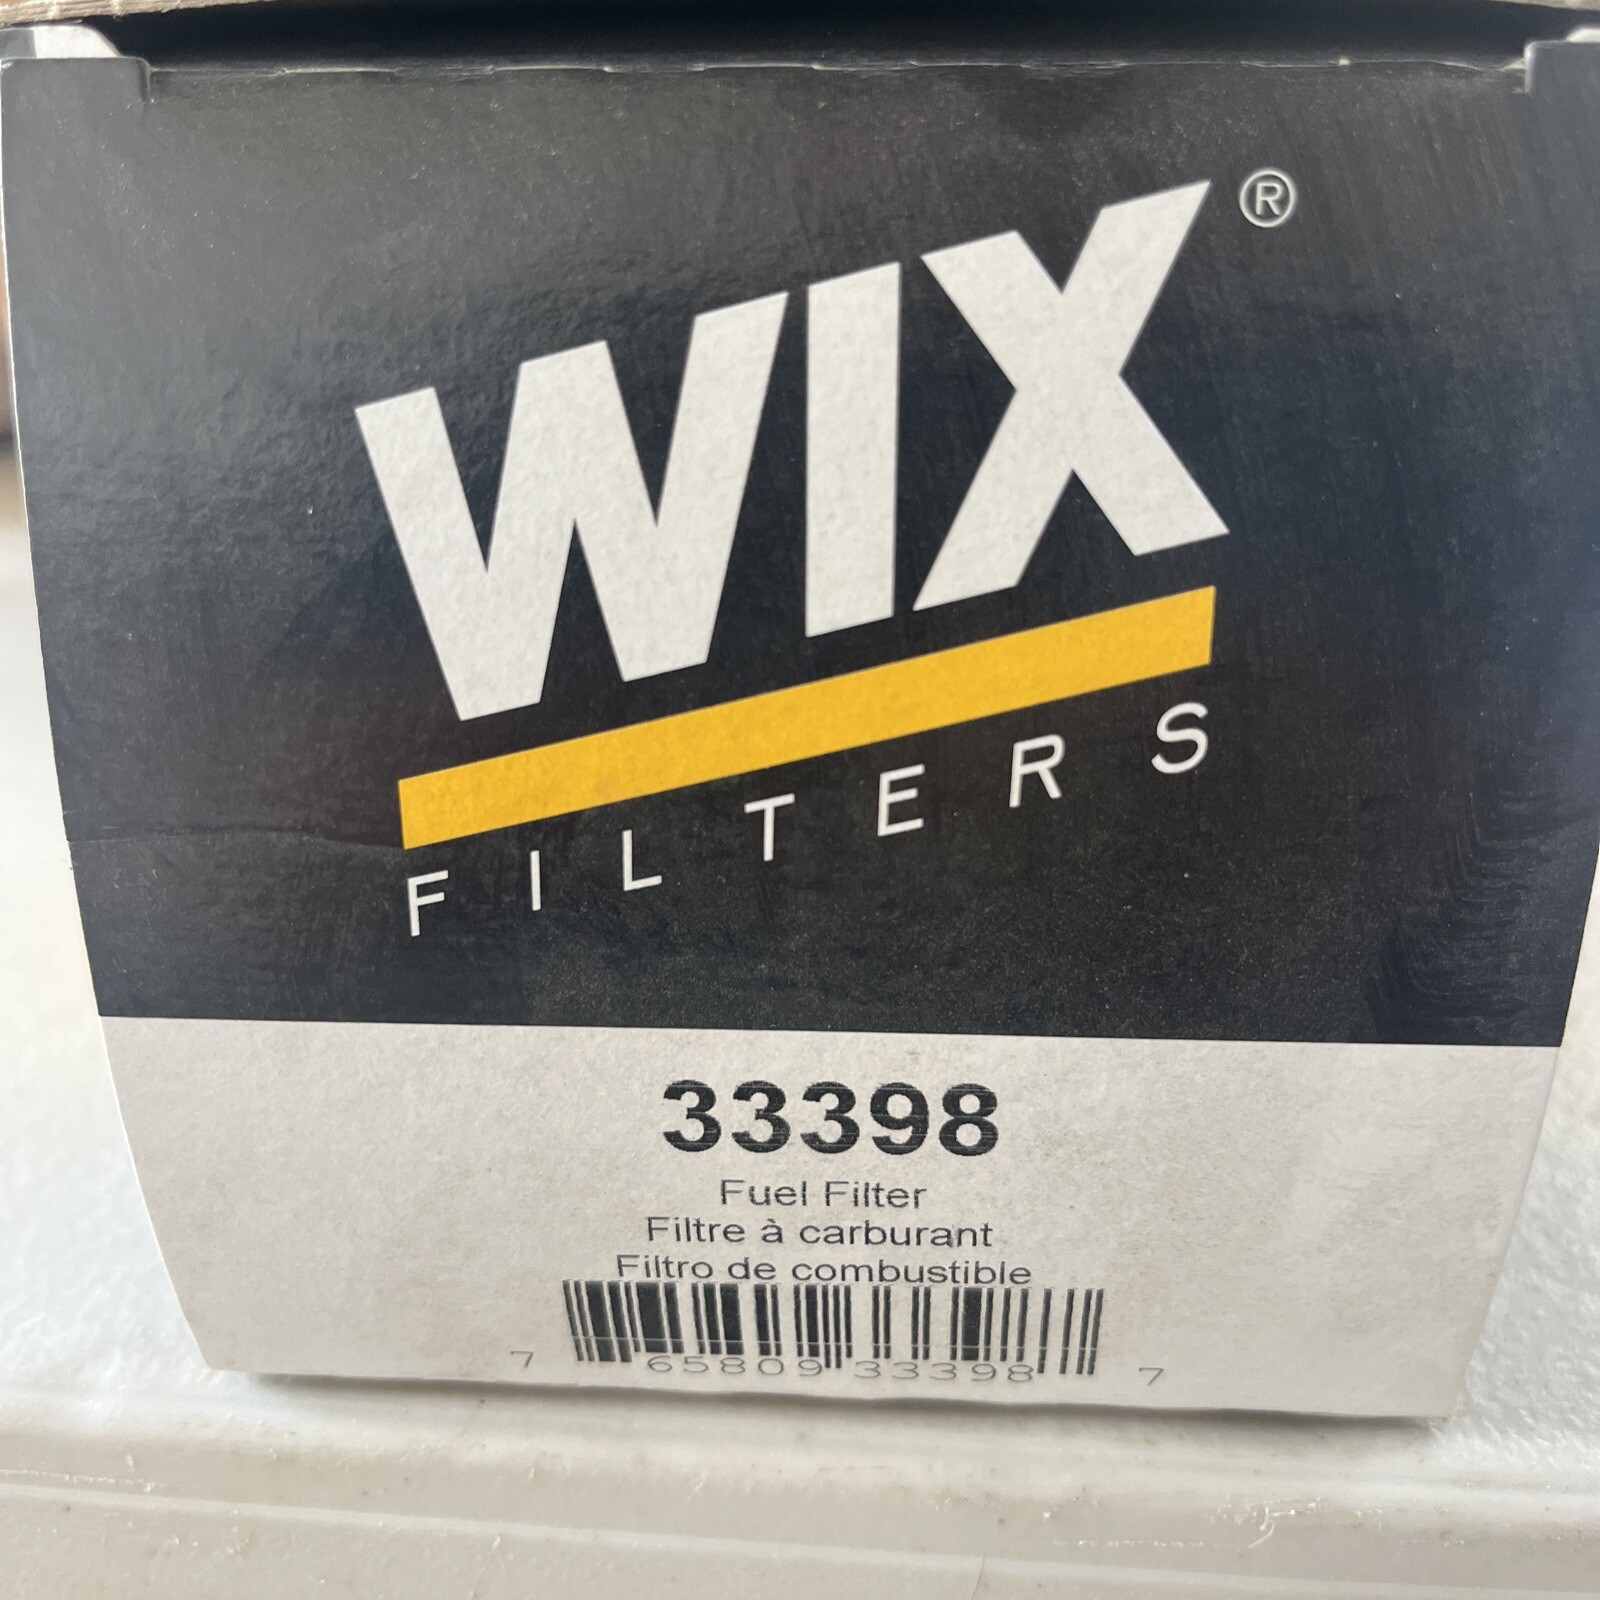 WIX®
FILTERS
33398
Fuel Filter
Filtre à carburant
Filtro de combustible
7 65809 33398 7